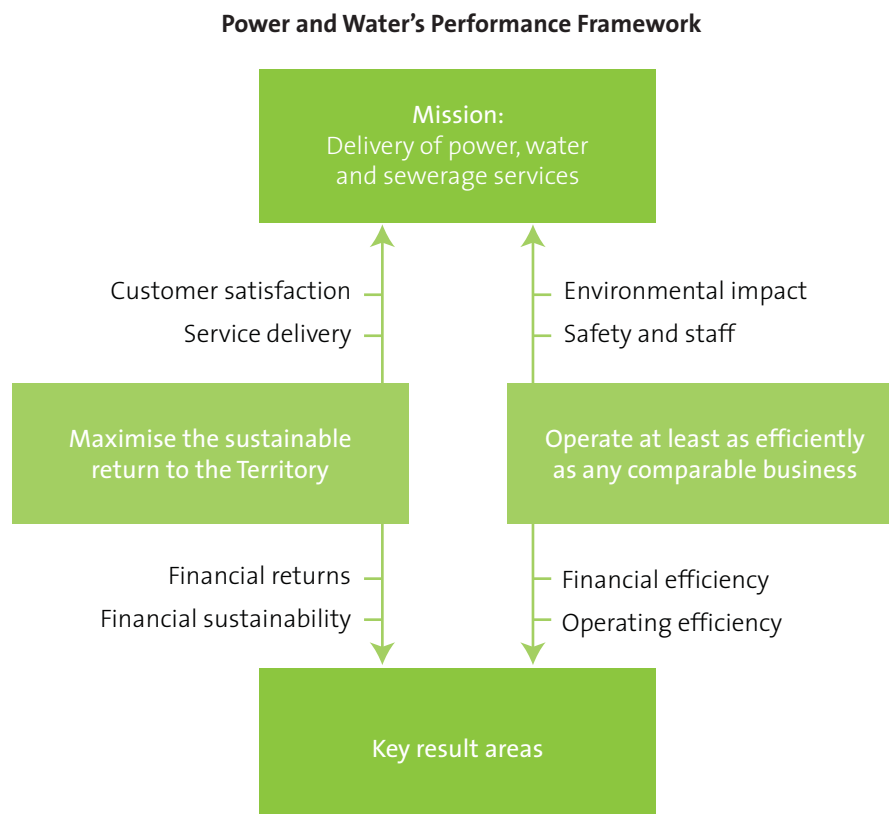 Power and Water's Performance Framework
Mission:
Delivery of power, water
and sewerage services
Customer satisfaction
Service delivery
Environmental impact
Safety and staff
Maximise the sustainable
return to the Territory
Operate at least as efficiently
as any comparable business
Financial returns
Financial sustainability
Financial efficiency
Operating efficiency
Key result areas